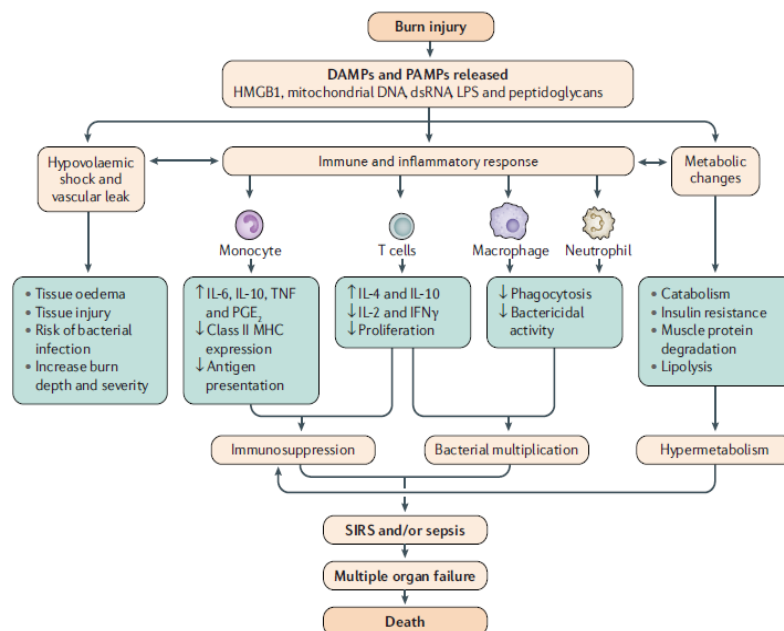 Burn injury
DAMPs and PAMPs released
HMGB1, mitochondrial DNA, dsRNA, LPS and peptidoglycans
Hypovolaemic
shock and
vascular leak
Immune and inflammatory response
Metabolic
changes
Monocyte
T cells
Macrophage
Neutrophil
• Tissue oedema
• Tissue injury
• Risk of bacterial
infection
• Increase burn
depth and severity
↑ IL-6, IL-10, TNF
and PGE₂
↓ Class II MHC
expression
↓ Antigen
presentation
↑ IL-4 and IL-10
↓ IL-2 and IFNγ
↓ Proliferation
↓ Phagocytosis
↓ Bactericidal
activity
• Catabolism
• Insulin resistance
• Muscle protein
degradation
• Lipolysis
Immunosuppression
Bacterial multiplication
Hypermetabolism
SIRS and/or sepsis
Multiple organ failure
Death